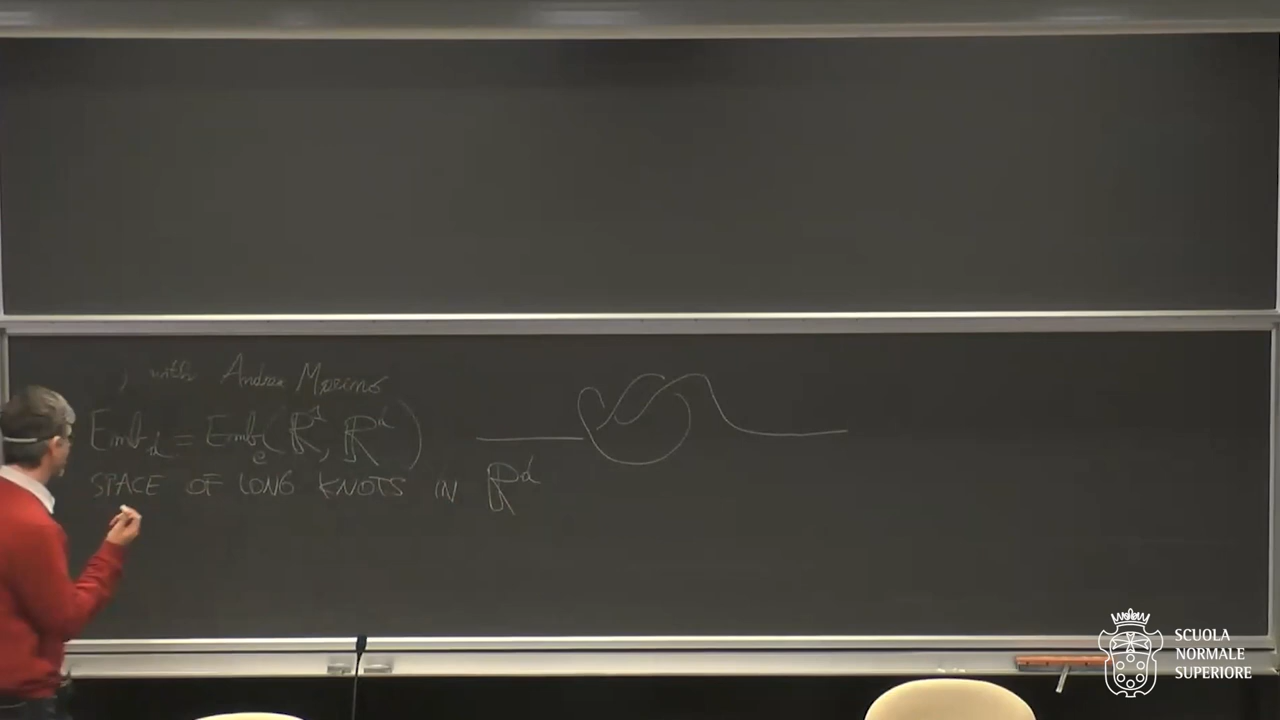 , with Andrea Marino
Emb_d = Emb_c(ℝ^1, ℝ^d)
SPACE OF LONG KNOTS IN ℝ^d
SCUOLA
NORMALE
SUPERIORE